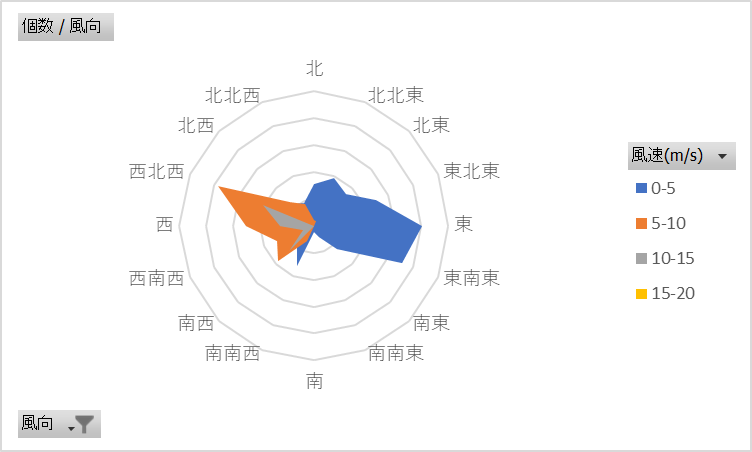 個数 / 風向
北
北北東
北東
東北東
東
東南東
南東
南南東
南
南南西
南西
西南西
西
西北西
北西
北北西
風速(m/s)
0-5
5-10
10-15
15-20
風向